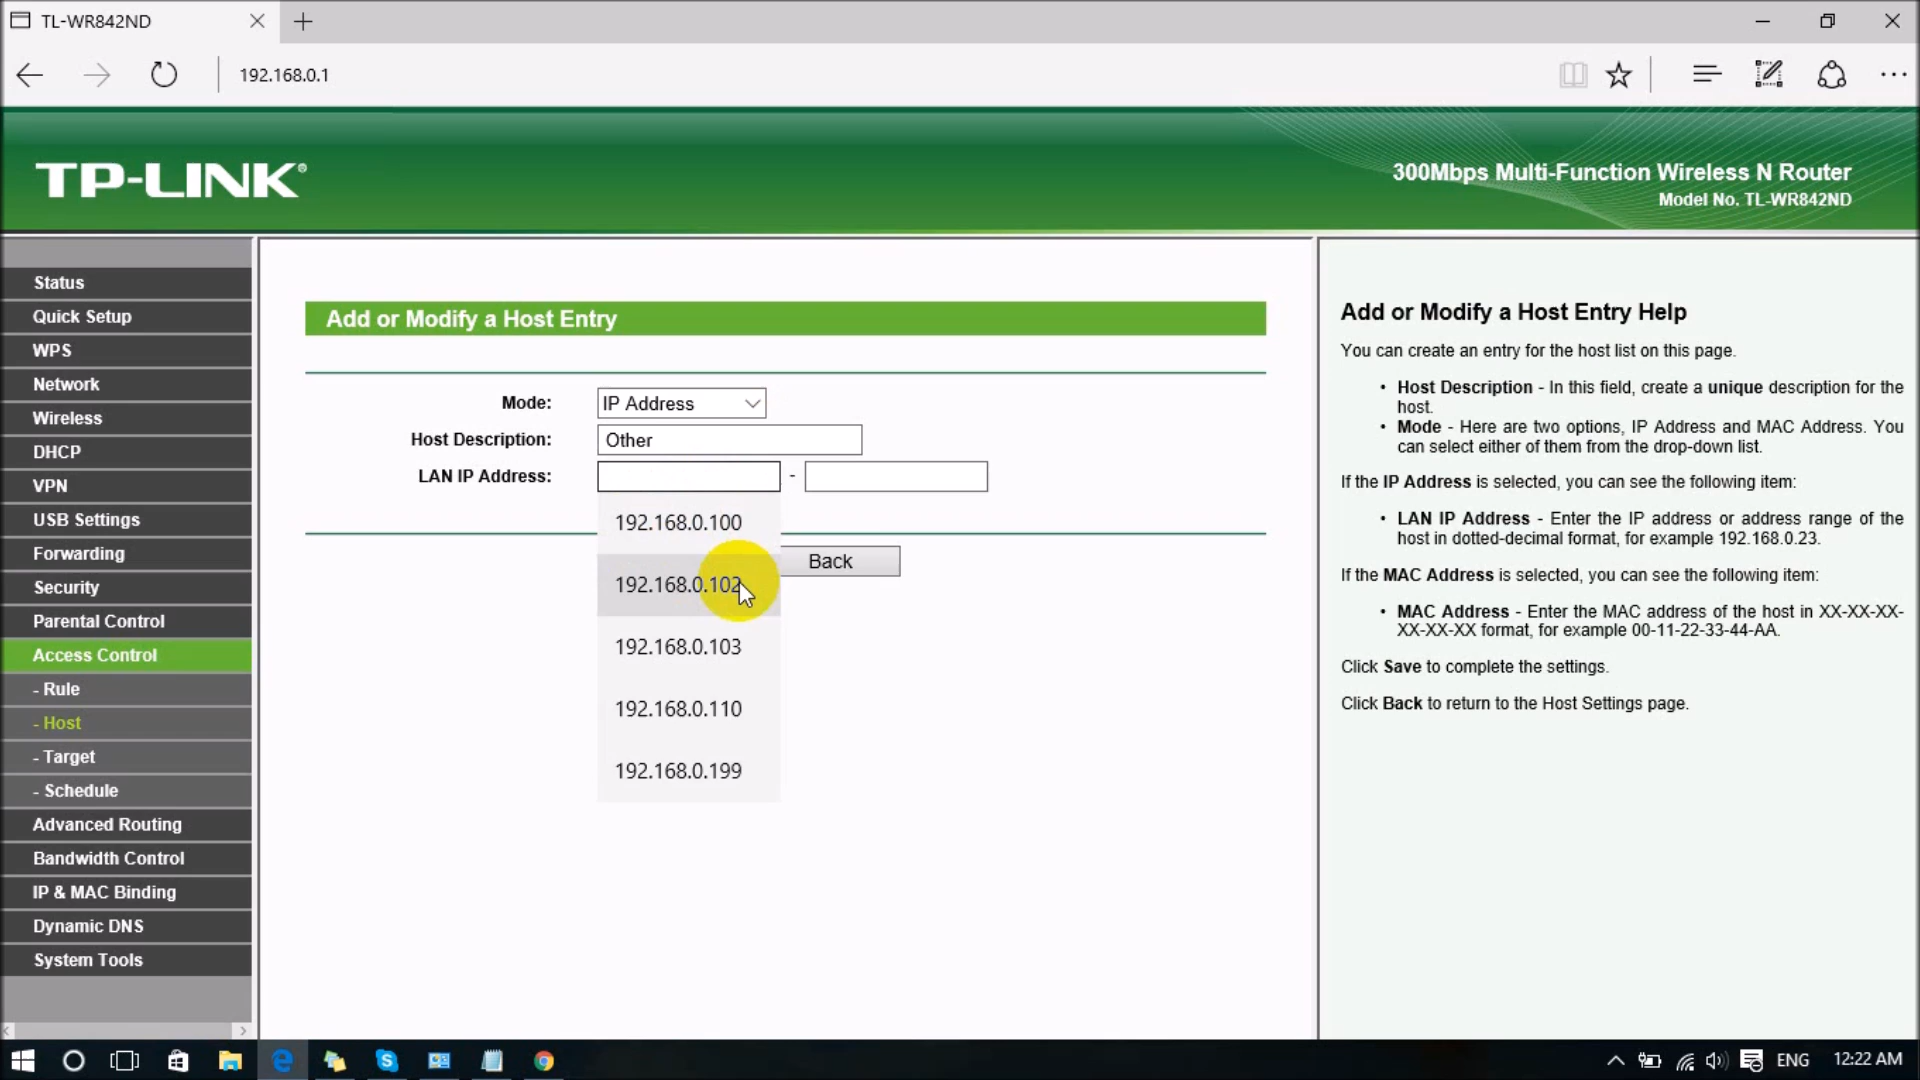 TL-WR842ND
192.168.0.1
TP-LINK®
300Mbps Multi-Function Wireless N Router
Model No. TL-WR842ND
Status
Quick Setup
WPS
Network
Wireless
DHCP
VPN
USB Settings
Forwarding
Security
Parental Control
Access Control
- Rule
- Host
- Target
- Schedule
Advanced Routing
Bandwidth Control
IP & MAC Binding
Dynamic DNS
System Tools
Add or Modify a Host Entry
Mode: IP Address
Host Description: Other
LAN IP Address: -
192.168.0.100
192.168.0.102
192.168.0.103
192.168.0.110
192.168.0.199
Back
Add or Modify a Host Entry Help
You can create an entry for the host list on this page.
• Host Description - In this field, create a unique description for the
host.
• Mode - Here are two options, IP Address and MAC Address. You
can select either of them from the drop-down list.
If the IP Address is selected, you can see the following item:
• LAN IP Address - Enter the IP address or address range of the
host in dotted-decimal format, for example 192.168.0.23.
If the MAC Address is selected, you can see the following item:
• MAC Address - Enter the MAC address of the host in XX-XX-XX-
XX-XX-XX format, for example 00-11-22-33-44-AA.
Click Save to complete the settings.
Click Back to return to the Host Settings page.
ENG
12:22 AM